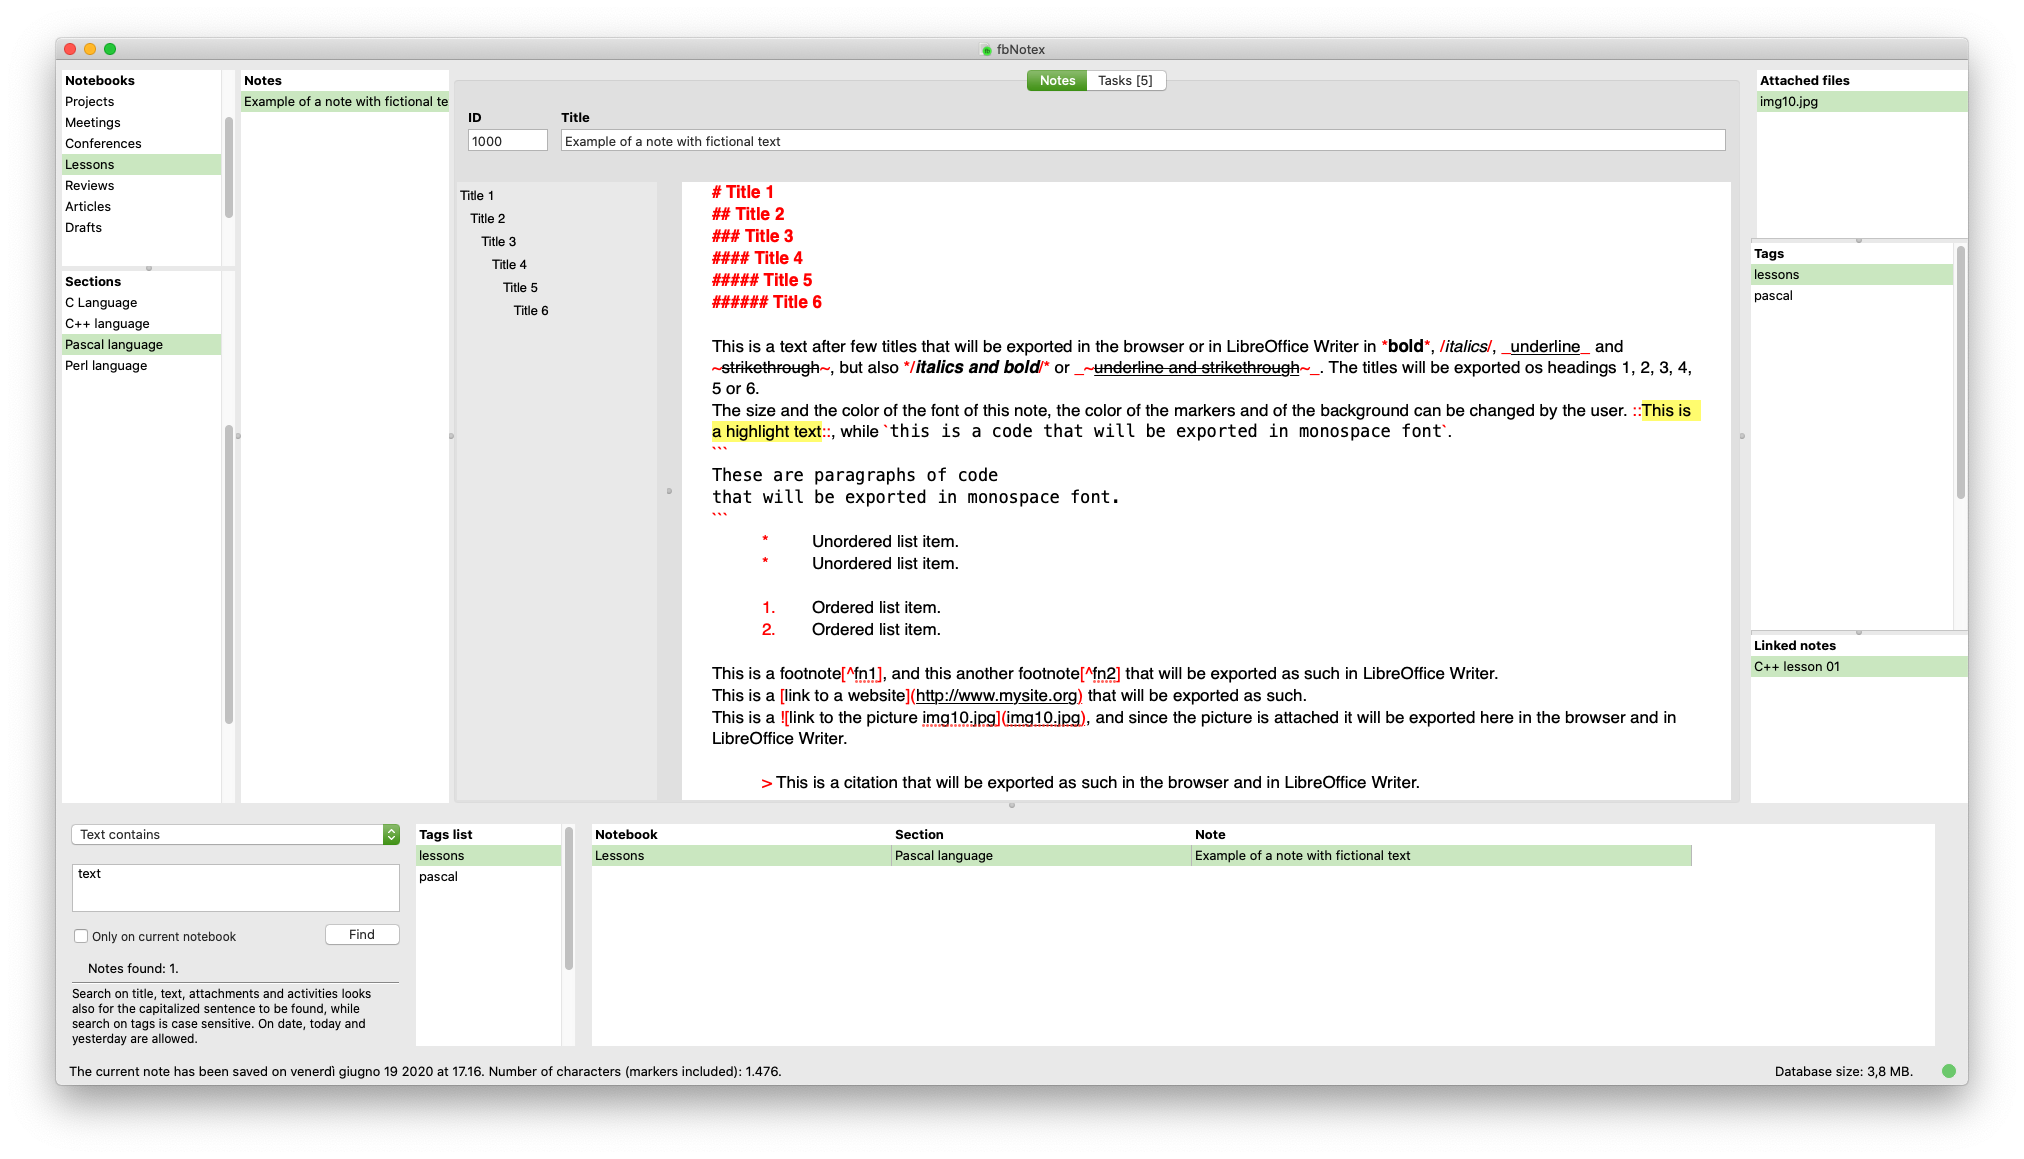 fbNotex
Notebooks
Projects
Meetings
Conferences
Lessons
Reviews
Articles
Drafts
Sections
C Language
C++ language
Pascal language
Perl language
Notes
Example of a note with fictional te
Notes Tasks [5]
ID Title
1000 Example of a note with fictional text
Title 1
Title 2
Title 3
Title 4
Title 5
Title 6
# Title 1
## Title 2
### Title 3
#### Title 4
##### Title 5
###### Title 6
This is a text after few titles that will be exported in the browser or in LibreOffice Writer in *bold*, /italics/, _underline_ and
~strikethrough~, but also */italics and bold/* or _~underline and strikethrough~_. The titles will be exported os headings 1, 2, 3, 4,
5 or 6.
The size and the color of the font of this note, the color of the markers and of the background can be changed by the user. ::This is
a highlight text::, while `this is a code that will be exported in monospace font`.
```
These are paragraphs of code
that will be exported in monospace font.
```
* Unordered list item.
* Unordered list item.
1. Ordered list item.
2. Ordered list item.
This is a footnote[^fn1], and this another footnote[^fn2] that will be exported as such in LibreOffice Writer.
This is a [link to a website](http://www.mysite.org) that will be exported as such.
This is a ![link to the picture img10.jpg](img10.jpg), and since the picture is attached it will be exported here in the browser and in
LibreOffice Writer.
> This is a citation that will be exported as such in the browser and in LibreOffice Writer.
Attached files
img10.jpg
Tags
lessons
pascal
Linked notes
C++ lesson 01
Text contains
text
Only on current notebook Find
Notes found: 1.
Search on title, text, attachments and activities looks
also for the capitalized sentence to be found, while
search on tags is case sensitive. On date, today and
yesterday are allowed.
Tags list
lessons
pascal
Notebook Section Note
Lessons Pascal language Example of a note with fictional text
The current note has been saved on venerdì giugno 19 2020 at 17.16. Number of characters (markers included): 1.476.
Database size: 3,8 MB.